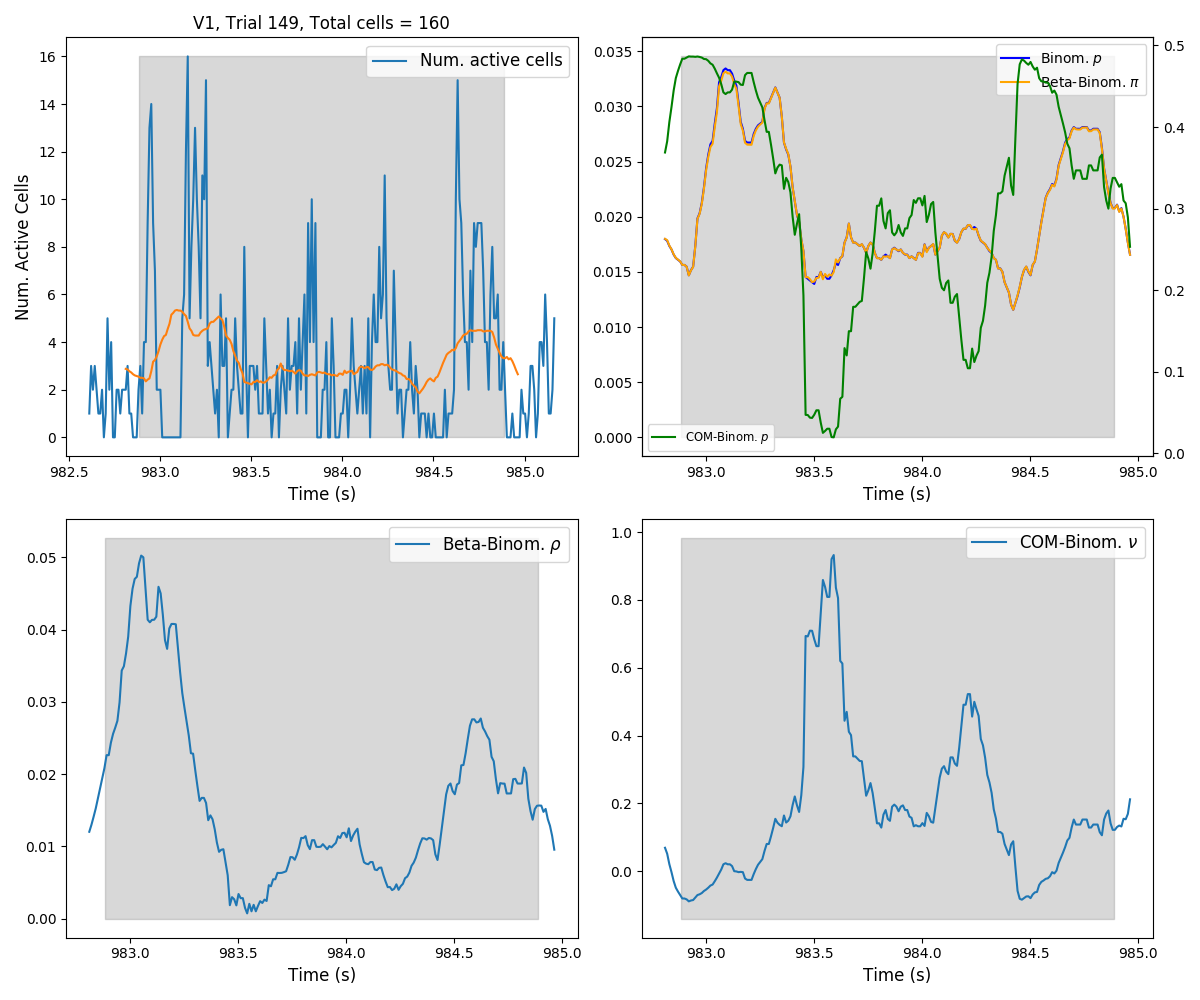 V1, Trial 149, Total cells = 160
Num. active cells
16
14
12
10
8
6
4
2
0
Num. Active Cells
982.5 983.0 983.5 984.0 984.5 985.0
Time (s)
Binom. p
Beta-Binom. π
COM-Binom. p
0.035
0.030
0.025
0.020
0.015
0.010
0.005
0.000
0.5
0.4
0.3
0.2
0.1
0.0
983.0 983.5 984.0 984.5 985.0
Time (s)
Beta-Binom. ρ
0.05
0.04
0.03
0.02
0.01
0.00
983.0 983.5 984.0 984.5 985.0
Time (s)
COM-Binom. ν
1.0
0.8
0.6
0.4
0.2
0.0
983.0 983.5 984.0 984.5 985.0
Time (s)